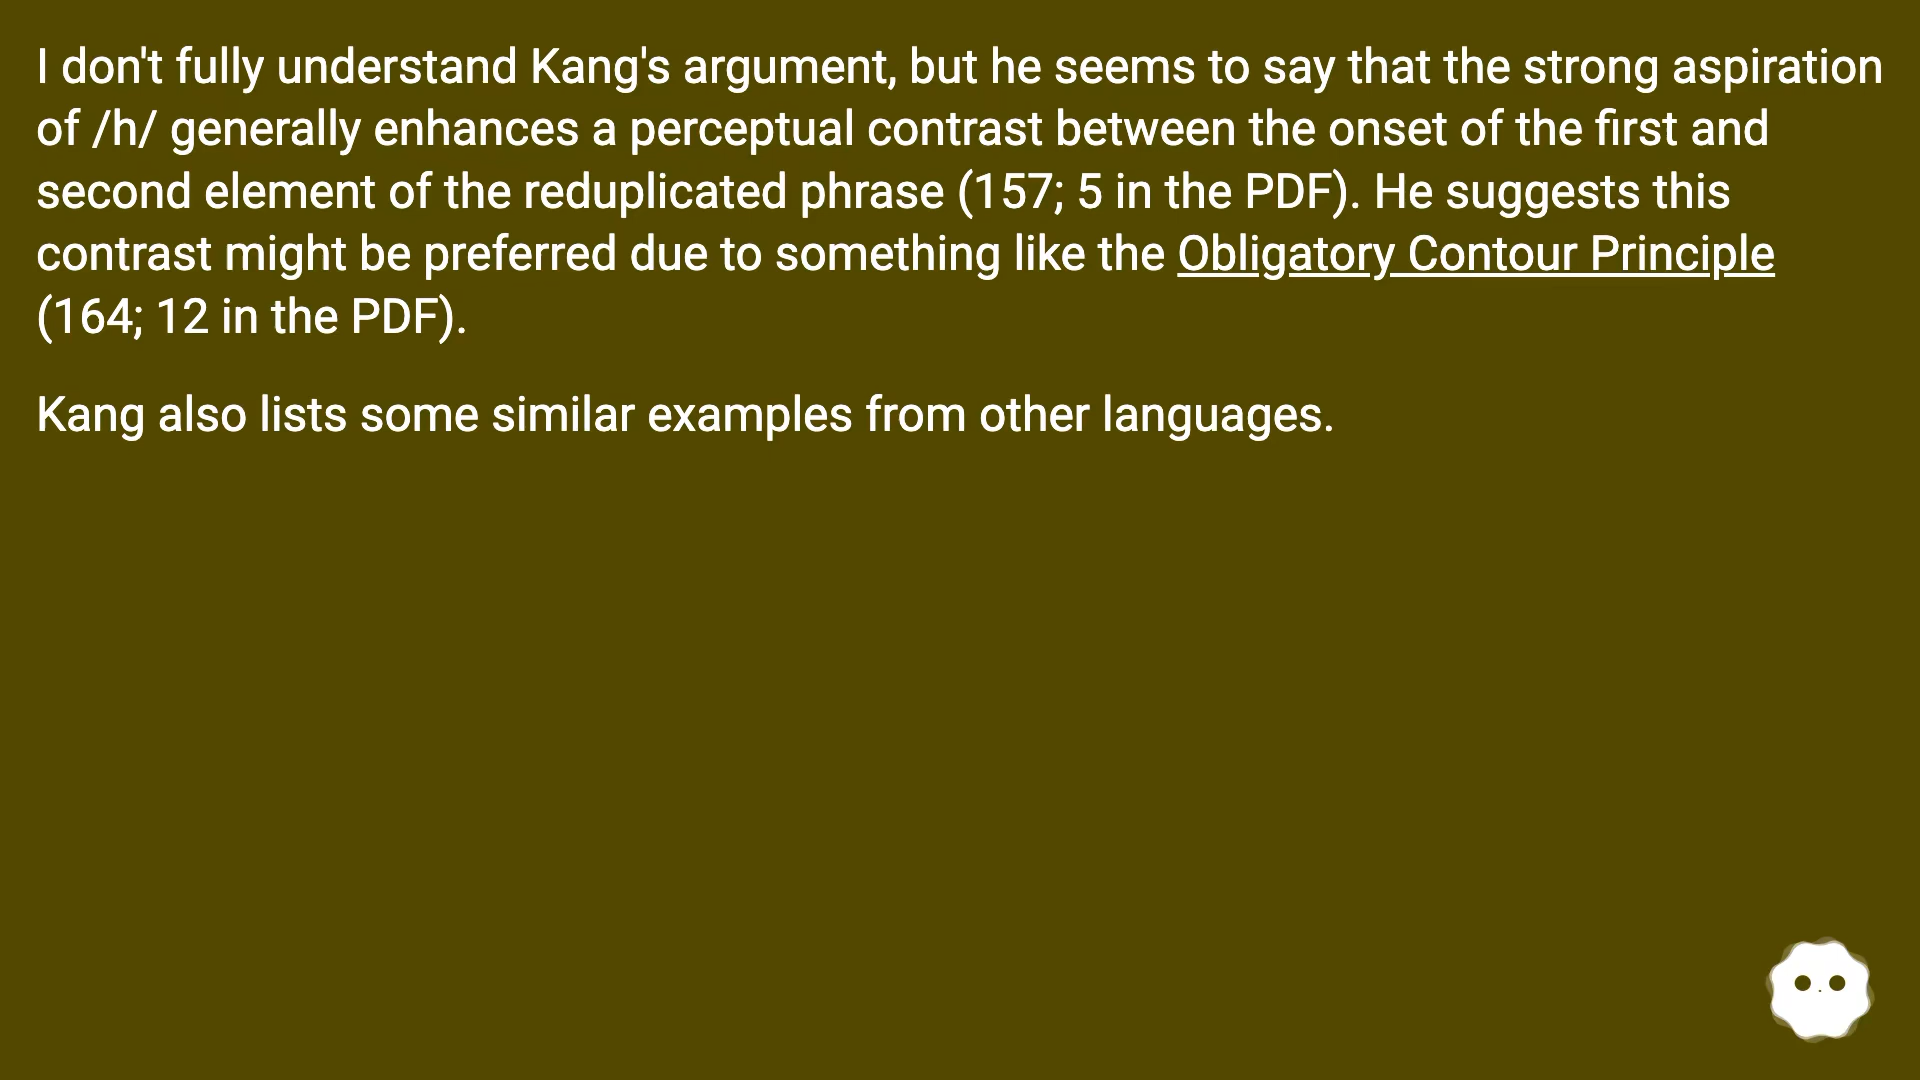 I don't fully understand Kang's argument, but he seems to say that the strong aspiration
of /h/ generally enhances a perceptual contrast between the onset of the first and
second element of the reduplicated phrase (157; 5 in the PDF). He suggests this
contrast might be preferred due to something like the Obligatory Contour Principle
(164; 12 in the PDF).
Kang also lists some similar examples from other languages.